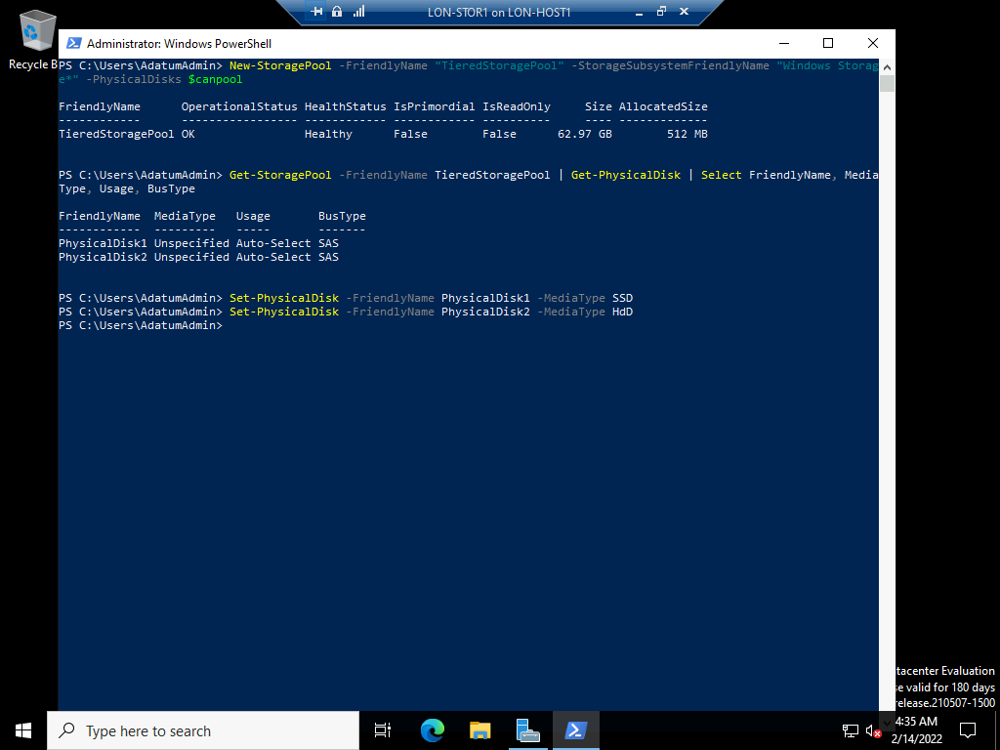 LON-STOR1 on LON-HOST1
Recycle B
Administrator: Windows PowerShell
PS C:\Users\AdatumAdmin> New-StoragePool -FriendlyName "TieredStoragePool" -StorageSubsystemFriendlyName "Windows Storag
e*" -PhysicalDisks $canpool
FriendlyName OperationalStatus HealthStatus IsPrimordial IsReadOnly Size AllocatedSize
------------ ----------------- ------------ ------------ ---------- ---- -------------
TieredStoragePool OK Healthy False False 62.97 GB 512 MB
PS C:\Users\AdatumAdmin> Get-StoragePool -FriendlyName TieredStoragePool | Get-PhysicalDisk | Select FriendlyName, Media
Type, Usage, BusType
FriendlyName MediaType Usage BusType
------------ --------- ----- -------
PhysicalDisk1 Unspecified Auto-Select SAS
PhysicalDisk2 Unspecified Auto-Select SAS
PS C:\Users\AdatumAdmin> Set-PhysicalDisk -FriendlyName PhysicalDisk1 -MediaType SSD
PS C:\Users\AdatumAdmin> Set-PhysicalDisk -FriendlyName PhysicalDisk2 -MediaType HdD
PS C:\Users\AdatumAdmin>
tacenter Evaluation
se valid for 180 days
release.210507-1500
Type here to search
4:35 AM
2/14/2022